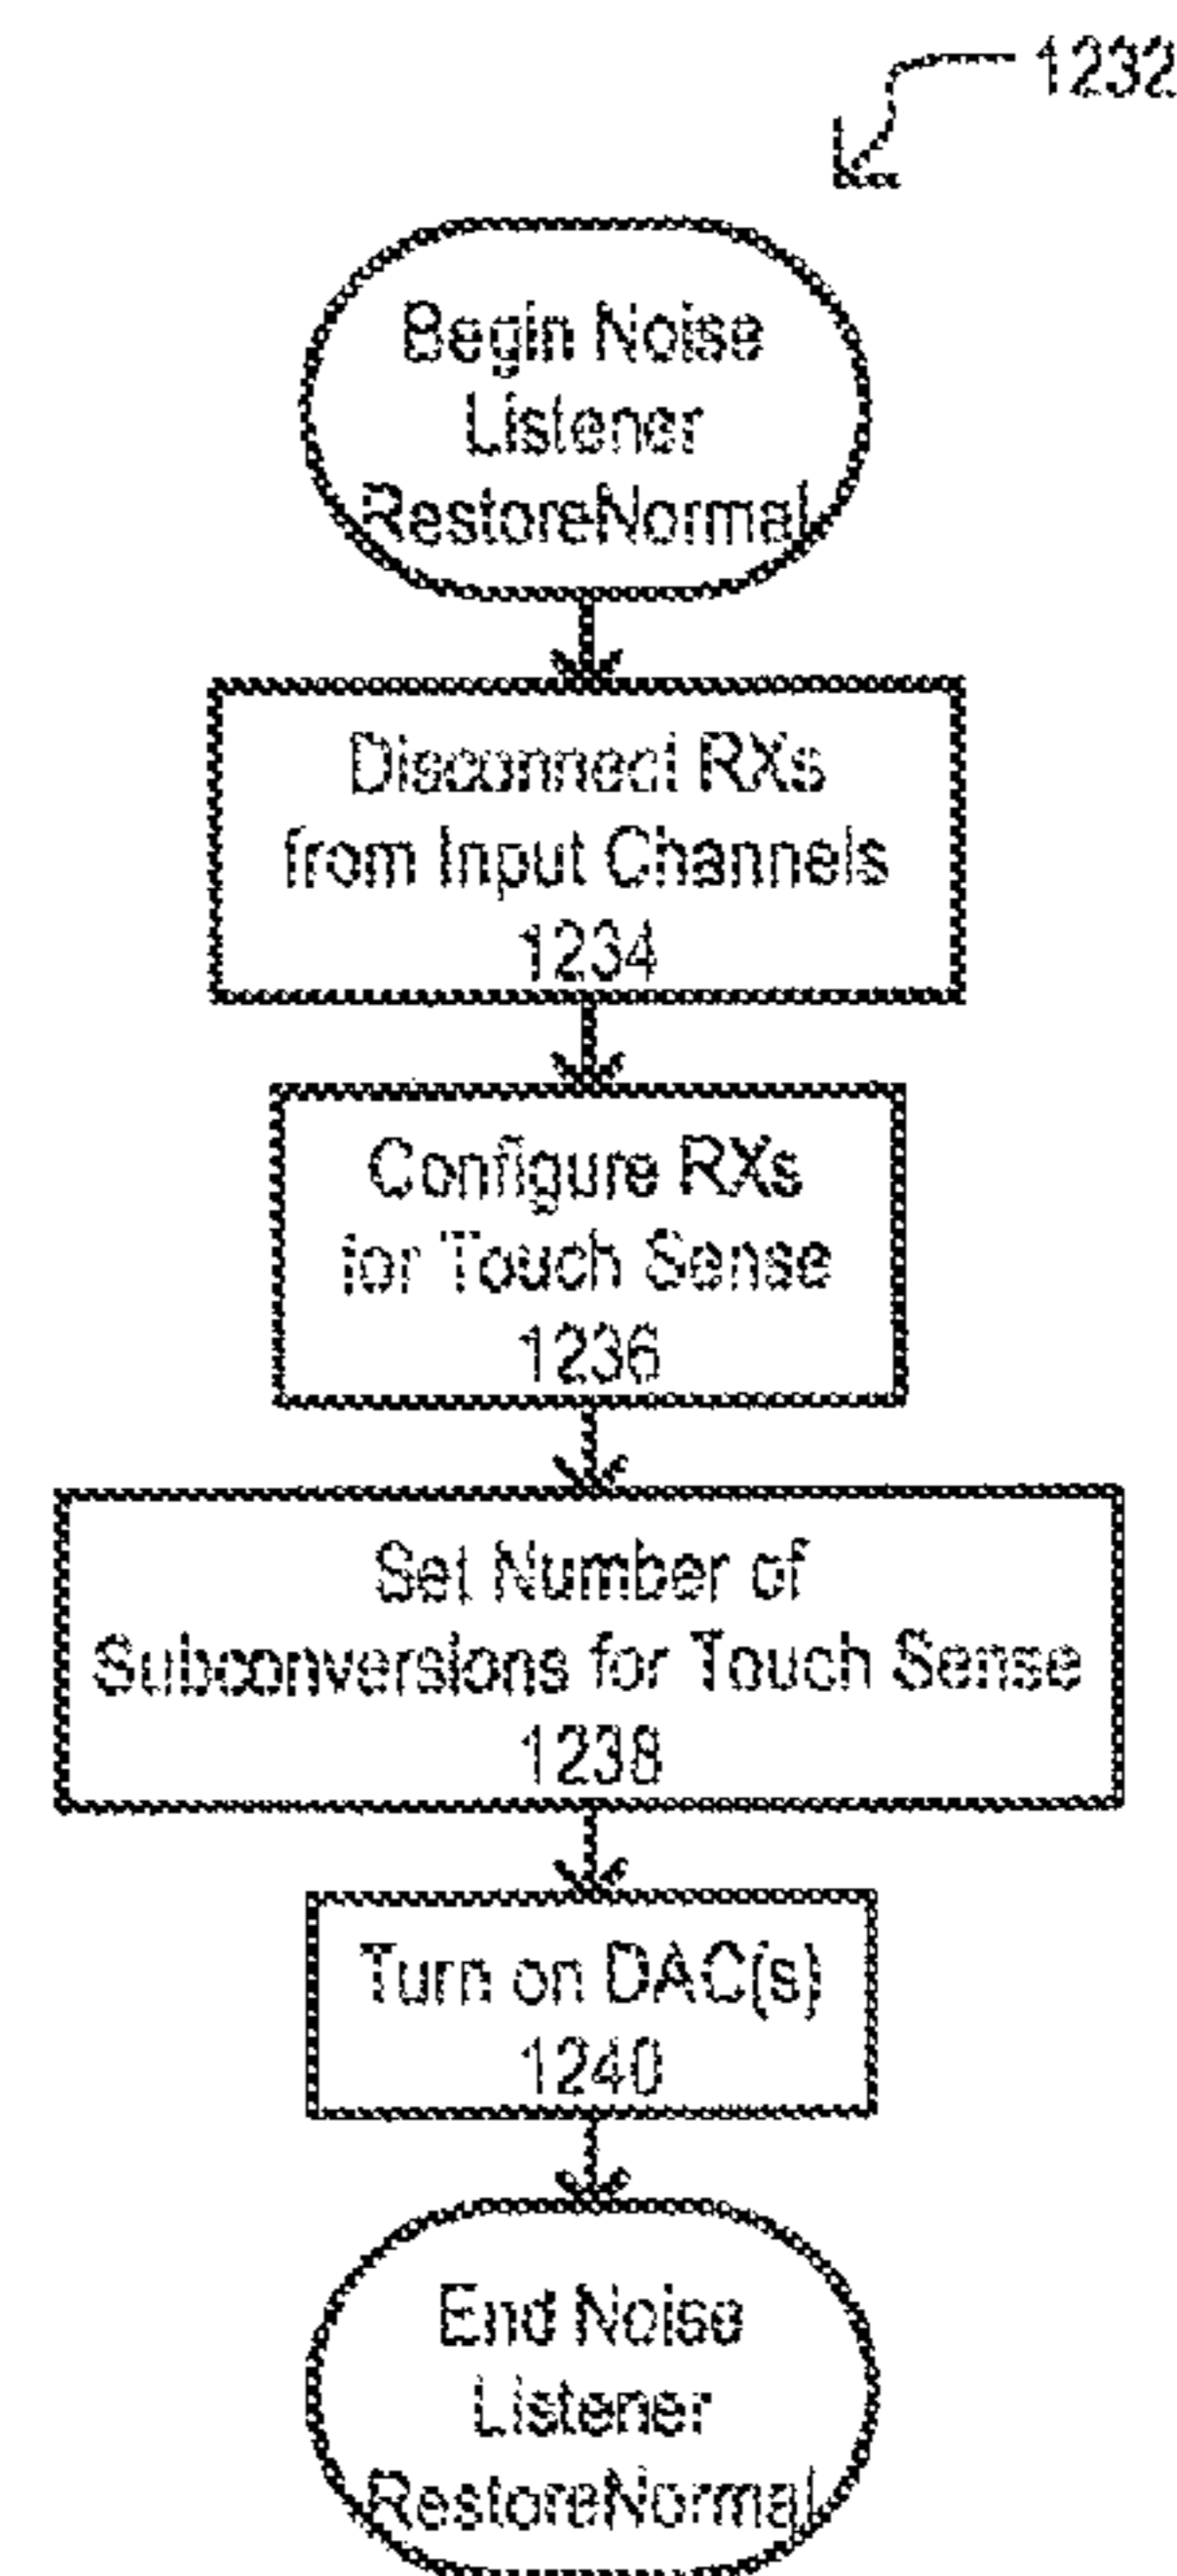 1232
Begin Noise
Listener
RestoreNormal
Disconnect RXs
from Input Channels
1234
Configure RXs
for Touch Sense
1236
Set Number of
Subconversions for Touch Sense
1238
Turn on DAC(s)
1240
End Noise
Listener
RestoreNormal